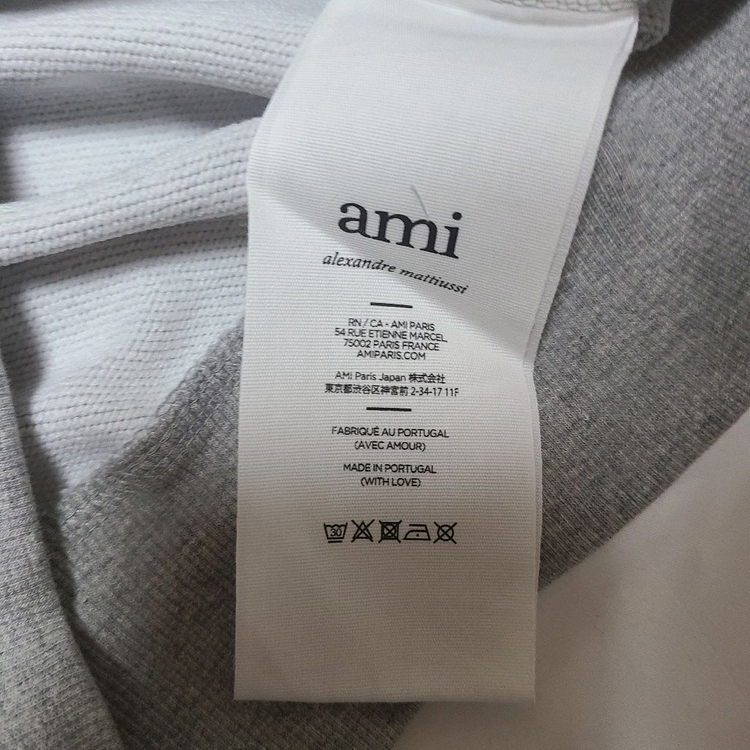 ami
alexandre mattiussi
RN / CA - AMI PARIS
54 RUE ETIENNE MARCEL
75002 PARIS FRANCE
AMIPARIS.COM
AMI Paris Japan 株式会社
東京都渋谷区神宮前 2-34-17 11F
FABRIQUÉ AU PORTUGAL
(AVEC AMOUR)
MADE IN PORTUGAL
(WITH LOVE)
30